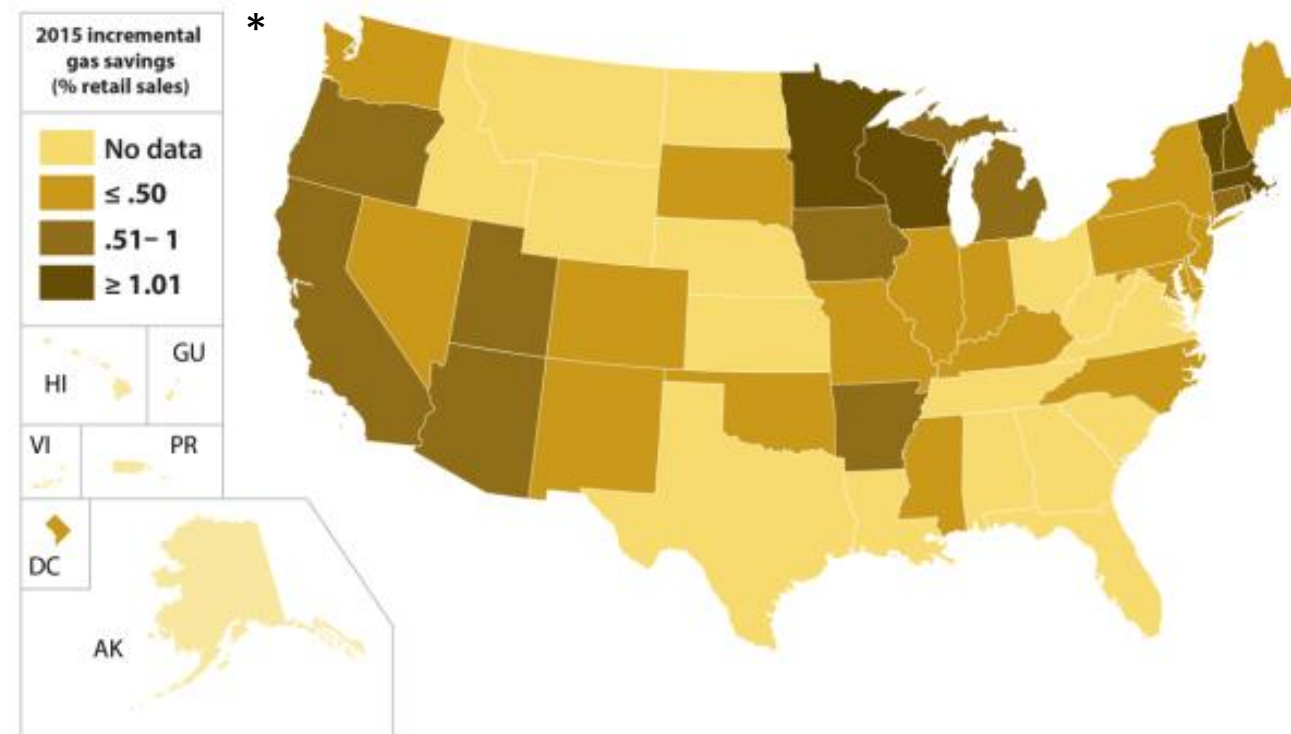 *
2015 incremental
gas savings
(% retail sales)
No data
≤ .50
.51– 1
≥ 1.01
HI
GU
VI
PR
DC
AK